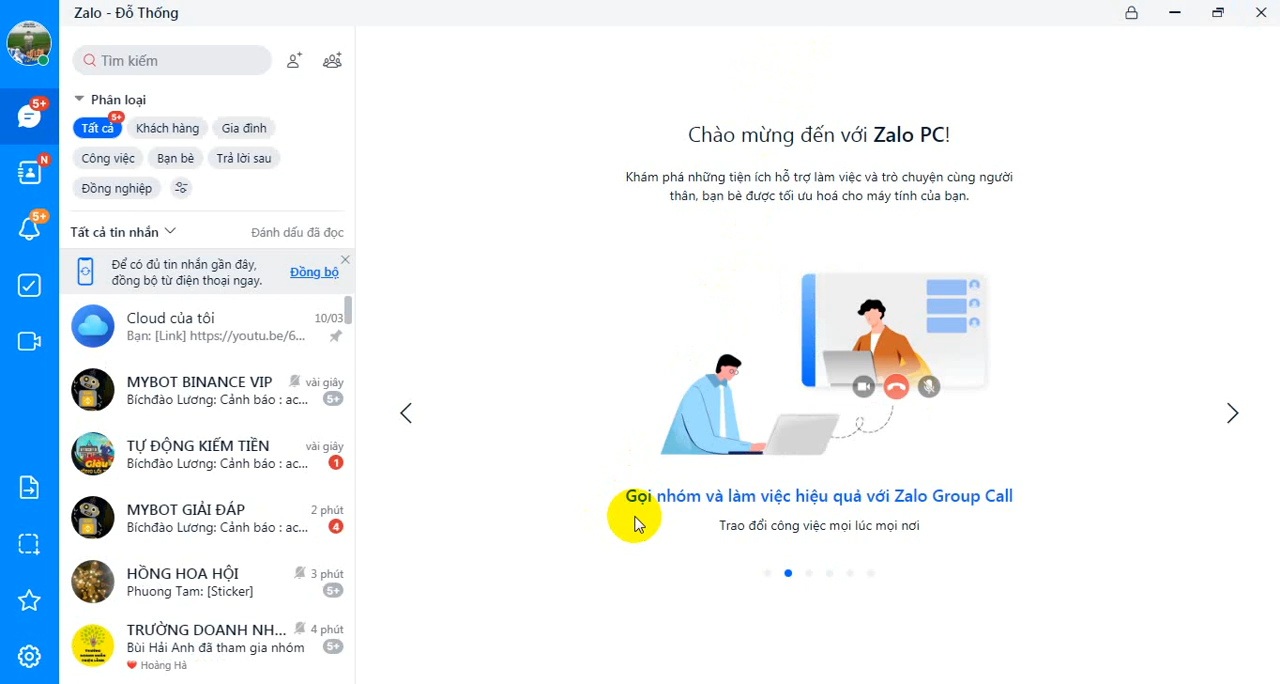 Zalo - Đỗ Thống
Tìm kiếm
5+
N
5+
Phân loại
5+
Tất cả
Khách hàng
Gia đình
Công việc
Bạn bè
Trả lời sau
Đồng nghiệp
Tất cả tin nhắn
Đánh dấu đã đọc
Để có đủ tin nhắn gần đây,
đồng bộ từ điện thoại ngay.
Đồng bộ
Cloud của tôi
10/03
Bạn: [Link] https://youtu.be/6...
MYBOT BINANCE VIP
vài giây
Bíchđào Lương: Cảnh báo : ac...
5+
TỰ ĐỘNG KIẾM TIỀN
vài giây
Bíchđào Lương: Cảnh báo : ac...
1
MYBOT GIẢI ĐÁP
2 phút
Bíchđào Lương: Cảnh báo : ac...
4
HỒNG HOA HỘI
3 phút
Phuong Tam: [Sticker]
5+
TRƯỜNG DOANH NH...
4 phút
Bùi Hải Anh đã tham gia nhóm
5+
Hoàng Hà
Chào mừng đến với Zalo PC!
Khám phá những tiện ích hỗ trợ làm việc và trò chuyện cùng người
thân, bạn bè được tối ưu hoá cho máy tính của bạn.
Gọi nhóm và làm việc hiệu quả với Zalo Group Call
Trao đổi công việc mọi lúc mọi nơi